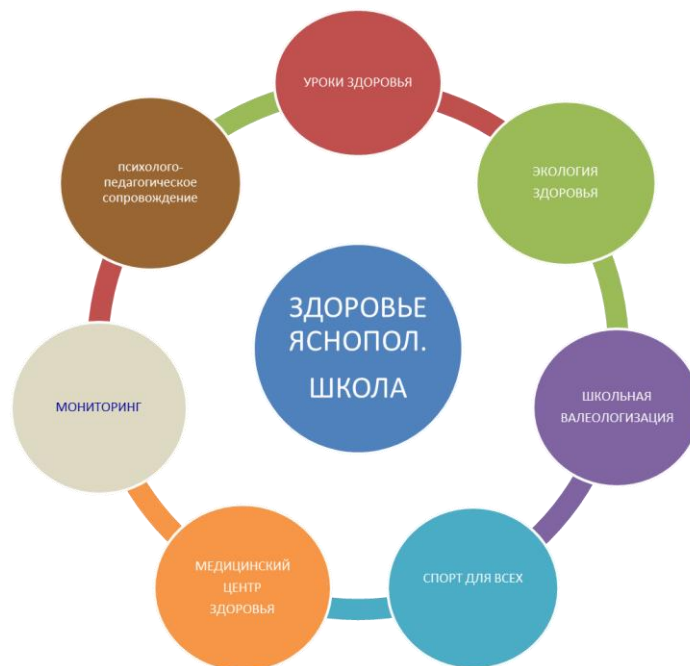 УРОКИ ЗДОРОВЬЯ
ЭКОЛОГИЯ
ЗДОРОВЬЯ
ШКОЛЬНАЯ
ВАЛЕОЛОГИЗАЦИЯ
СПОРТ ДЛЯ ВСЕХ
МЕДИЦИНСКИЙ
ЦЕНТР
ЗДОРОВЬЯ
МОНИТОРИНГ
психолого-
педагогическое
сопровождение
ЗДОРОВЬЕ
ЯСНОПОЛ.
ШКОЛА